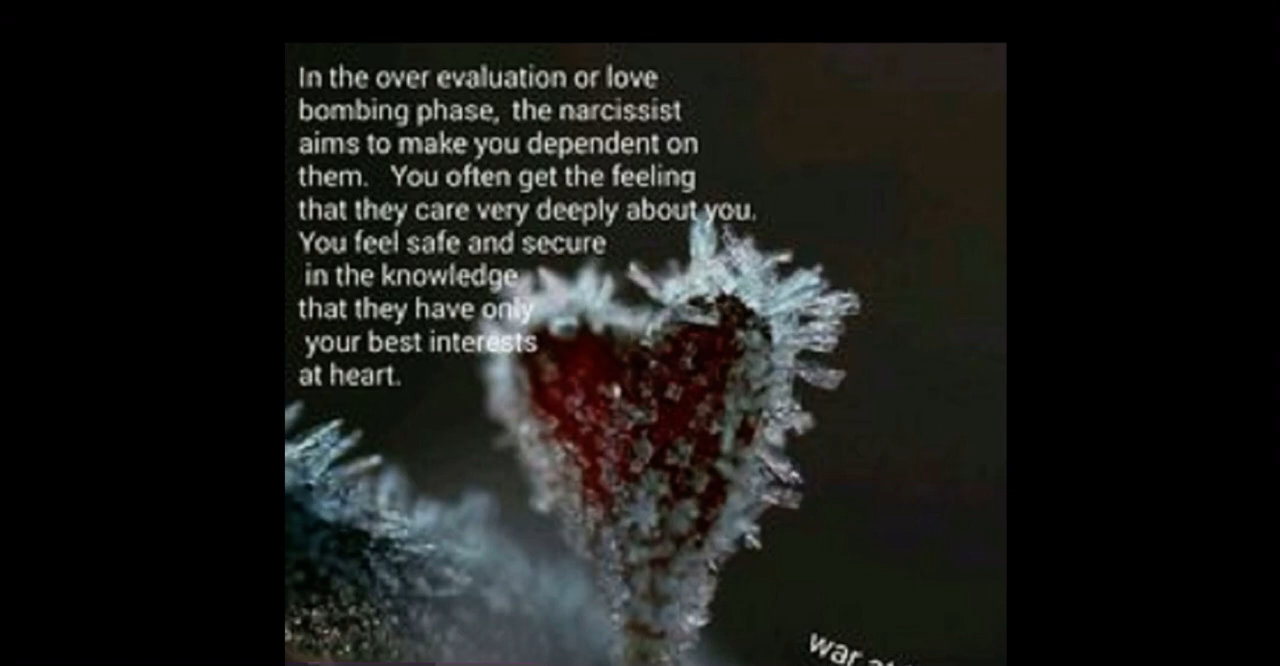 In the over evaluation or love
bombing phase, the narcissist
aims to make you dependent on
them. You often get the feeling
that they care very deeply about you.
You feel safe and secure
in the knowledge
that they have only
your best interests
at heart.
war